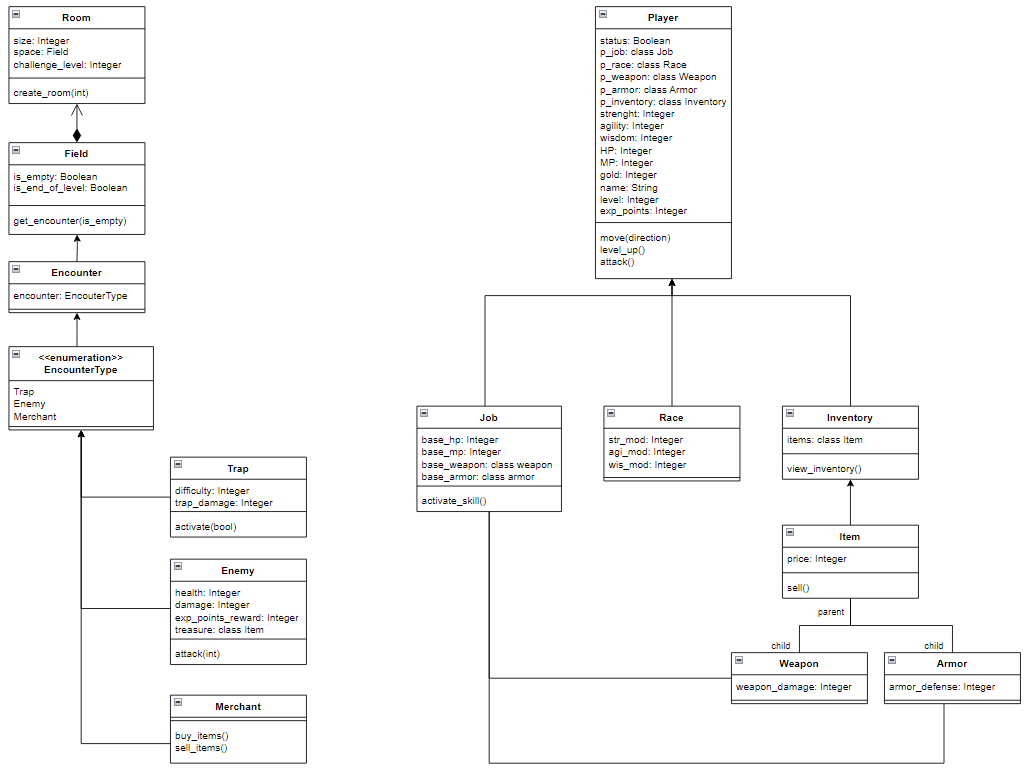 Room
size: Integer
space: Field
challenge_level: Integer
create_room(int)
Field
is_empty: Boolean
is_end_of_level: Boolean
get_encounter(is_empty)
Encounter
encounter: EncouterType
<<enumeration>>
EncounterType
Trap
Enemy
Merchant
Trap
difficulty: Integer
trap_damage: Integer
activate(bool)
Enemy
health: Integer
damage: Integer
exp_points_reward: Integer
treasure: class Item
attack(int)
Merchant
buy_items()
sell_items()
Player
status: Boolean
p_job: class Job
p_race: class Race
p_weapon: class Weapon
p_armor: class Armor
p_inventory: class Inventory
strenght: Integer
agility: Integer
wisdom: Integer
HP: Integer
MP: Integer
gold: Integer
name: String
level: Integer
exp_points: Integer
move(direction)
level_up()
attack()
Job
base_hp: Integer
base_mp: Integer
base_weapon: class weapon
base_armor: class armor
activate_skill()
Race
str_mod: Integer
agi_mod: Integer
wis_mod: Integer
Inventory
items: class Item
view_inventory()
Item
price: Integer
sell()
parent
child
child
Weapon
weapon_damage: Integer
Armor
armor_defense: Integer